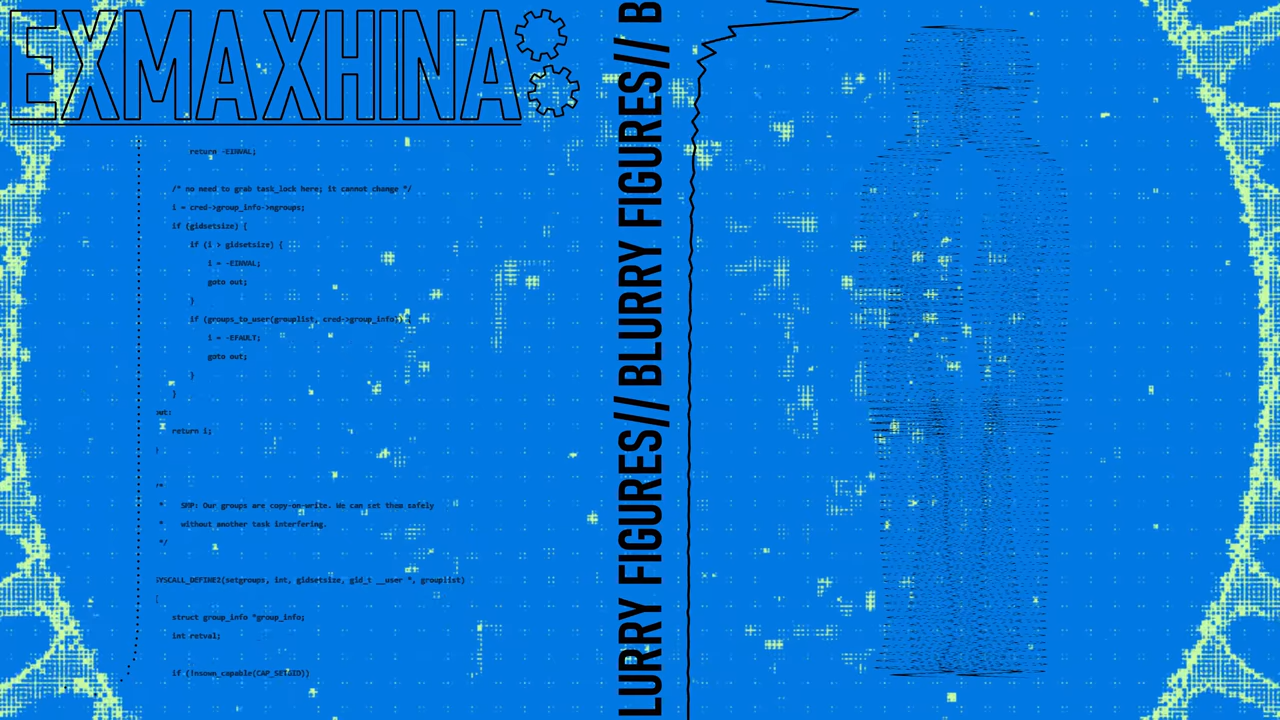 EXMAXHINA
return -EINVAL;
/* no need to grab task_lock here; it cannot change */
i = cred->group_info->ngroups;
if (gidsetsize) {
if (i > gidsetsize) {
i = -EINVAL;
goto out;
}
if (groups_to_user(grouplist, cred->group_info)) {
i = -EFAULT;
goto out;
}
}
out:
return i;
}
/*
* SMP: Our groups are copy-on-write. We can set them safely
* without another task interfering.
*/
SYSCALL_DEFINE2(setgroups, int, gidsetsize, gid_t __user *, grouplist)
{
struct group_info *group_info;
int retval;
if (!nsown_capable(CAP_SETGID))
LURRY FIGURES// BLURRY FIGURES// B